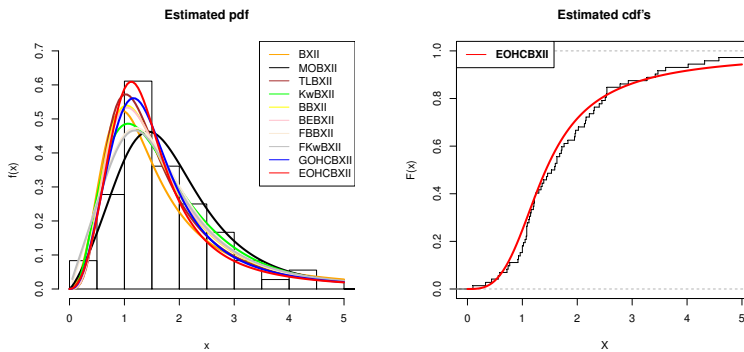 Estimated pdf
f(x)
0.0 0.1 0.2 0.3 0.4 0.5 0.6 0.7
BXII
MOBXII
TLBXII
KwBXII
BBXII
BEBXII
FBBXII
FKwBXII
GOHCBXII
EOHCBXII
0 1 2 3 4 5
x
Estimated cdf's
F(x)
0.0 0.2 0.4 0.6 0.8 1.0
EOHCBXII
0 1 2 3 4 5
X